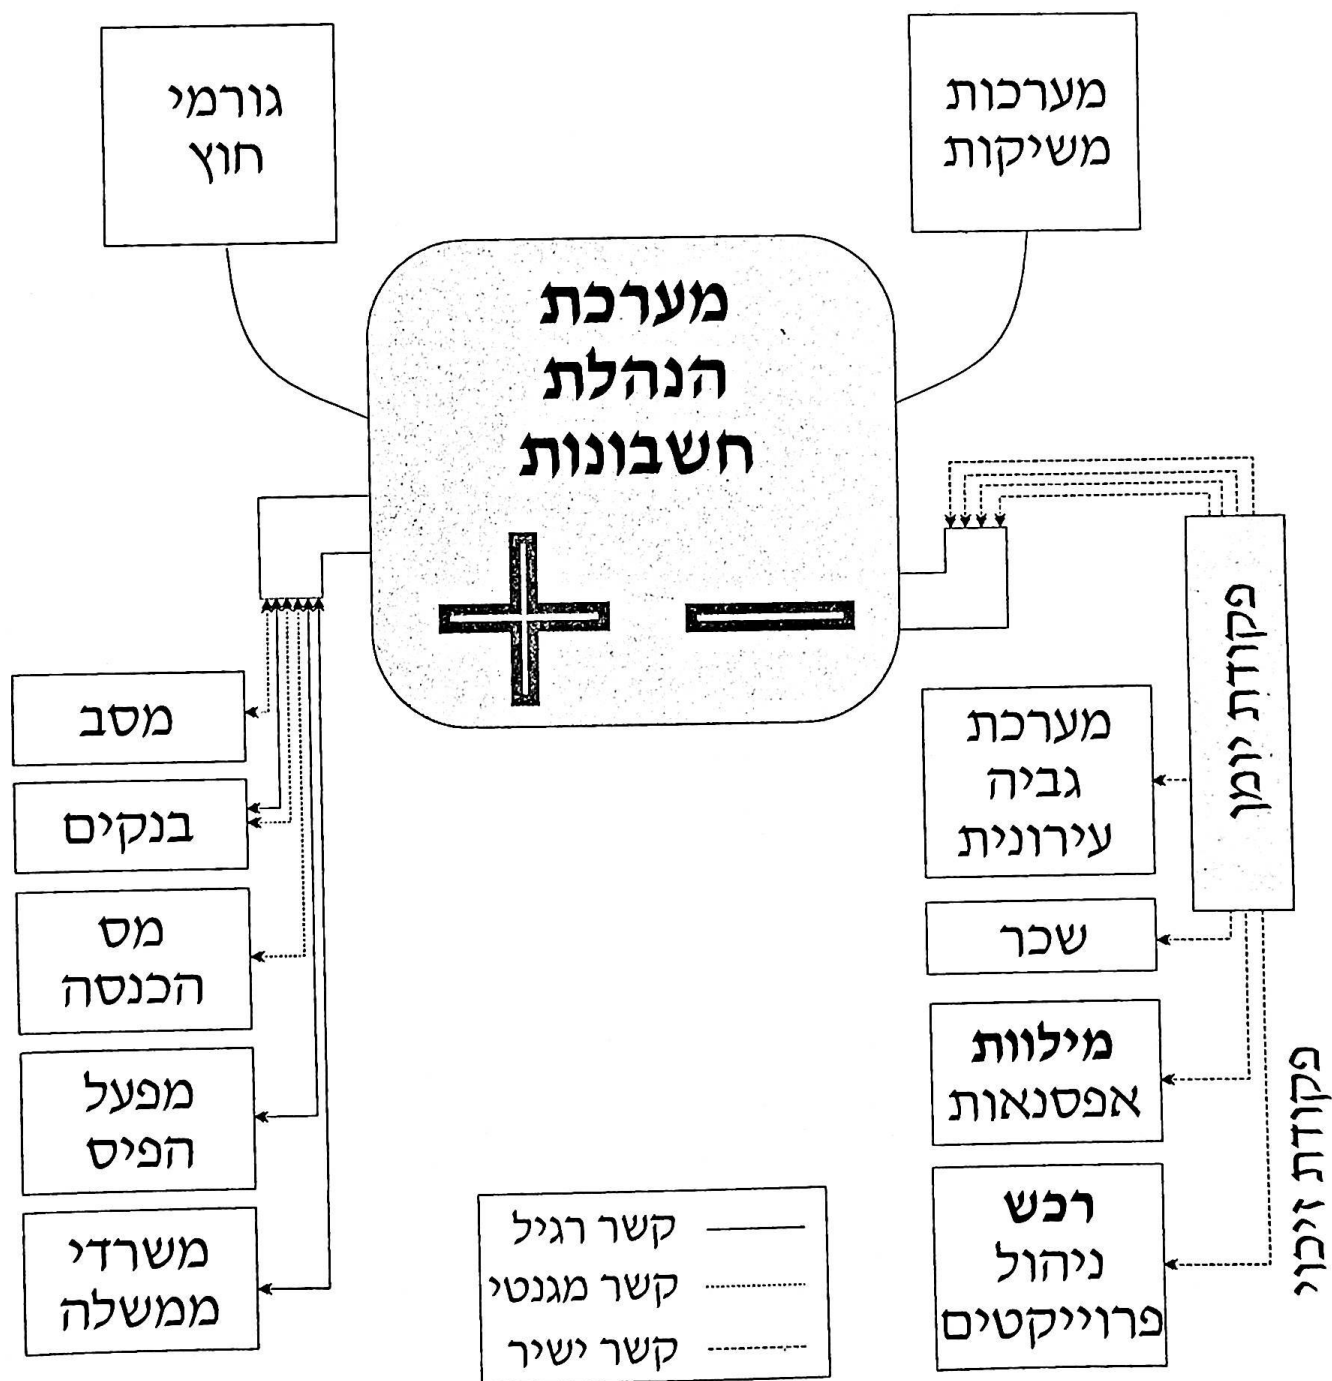 מערכות
משיקות
גורמי
חוץ
מערכת
הנהלת
חשבונות
פקודת יומן
מערכת
גביה
עירונית
שכר
מילוות
אפסנאות
רכש
ניהול
פרוייקטים
פקודת זיכוי
מסב
בנקים
מס
הכנסה
מפעל
הפיס
משרדי
ממשלה
קשר רגיל
קשר מגנטי
קשר ישיר